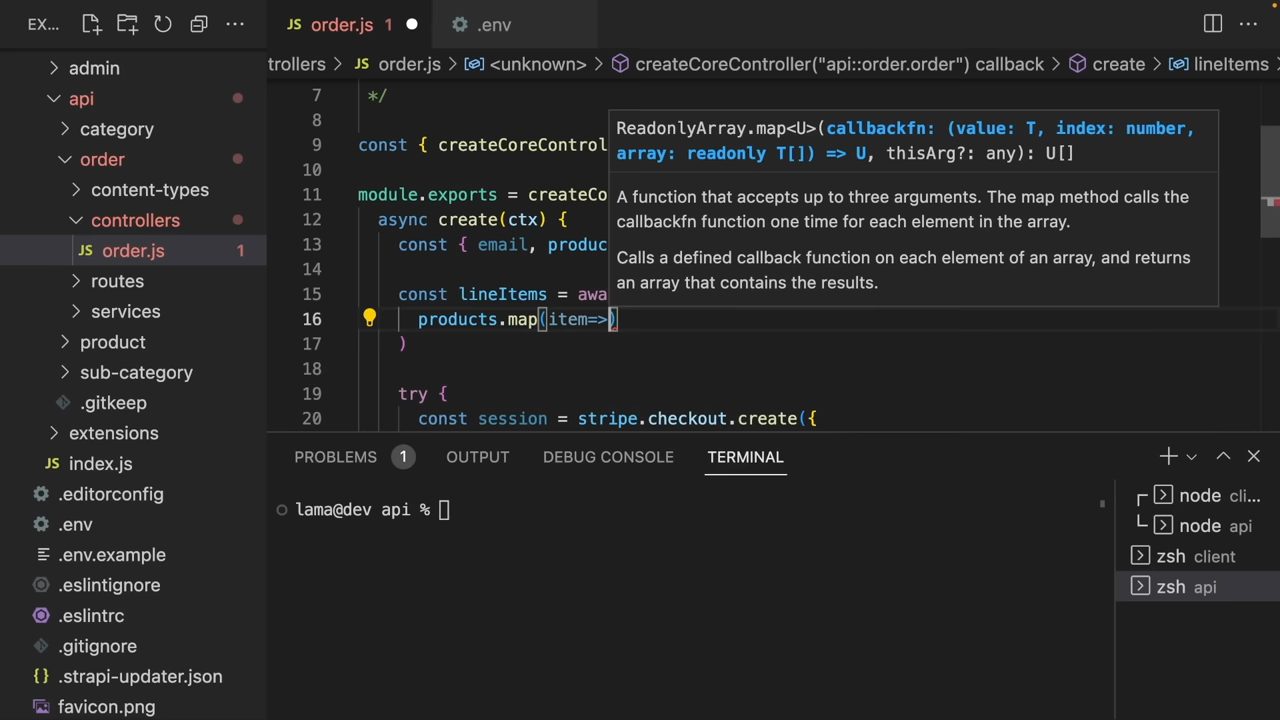 EX... ...
order.js 1 .env ...
trollers > JS order.js > <unknown> > createCoreController("api::order.order") callback > create > lineItems >
admin
api
category
order
content-types
controllers
JS order.js 1
routes
services
product
sub-category
.gitkeep
extensions
JS index.js
.editorconfig
.env
.env.example
.eslintignore
.eslintrc
.gitignore
{} .strapi-updater.json
favicon.png
7 */
8
9 const { createCoreControl
10
11 module.exports = createCo
12 async create(ctx) {
13 const { email, produc
14
15 const lineItems = awa
16 products.map(item=>)
17 )
18
19 try {
20 const session = stripe.checkout.create({
ReadonlyArray.map<U>(callbackfn: (value: T, index: number,
array: readonly T[]) => U, thisArg?: any): U[]
A function that accepts up to three arguments. The map method calls the
callbackfn function one time for each element in the array.
Calls a defined callback function on each element of an array, and returns
an array that contains the results.
PROBLEMS 1 OUTPUT DEBUG CONSOLE TERMINAL
lama@dev api %
node cli...
node api
zsh client
zsh api